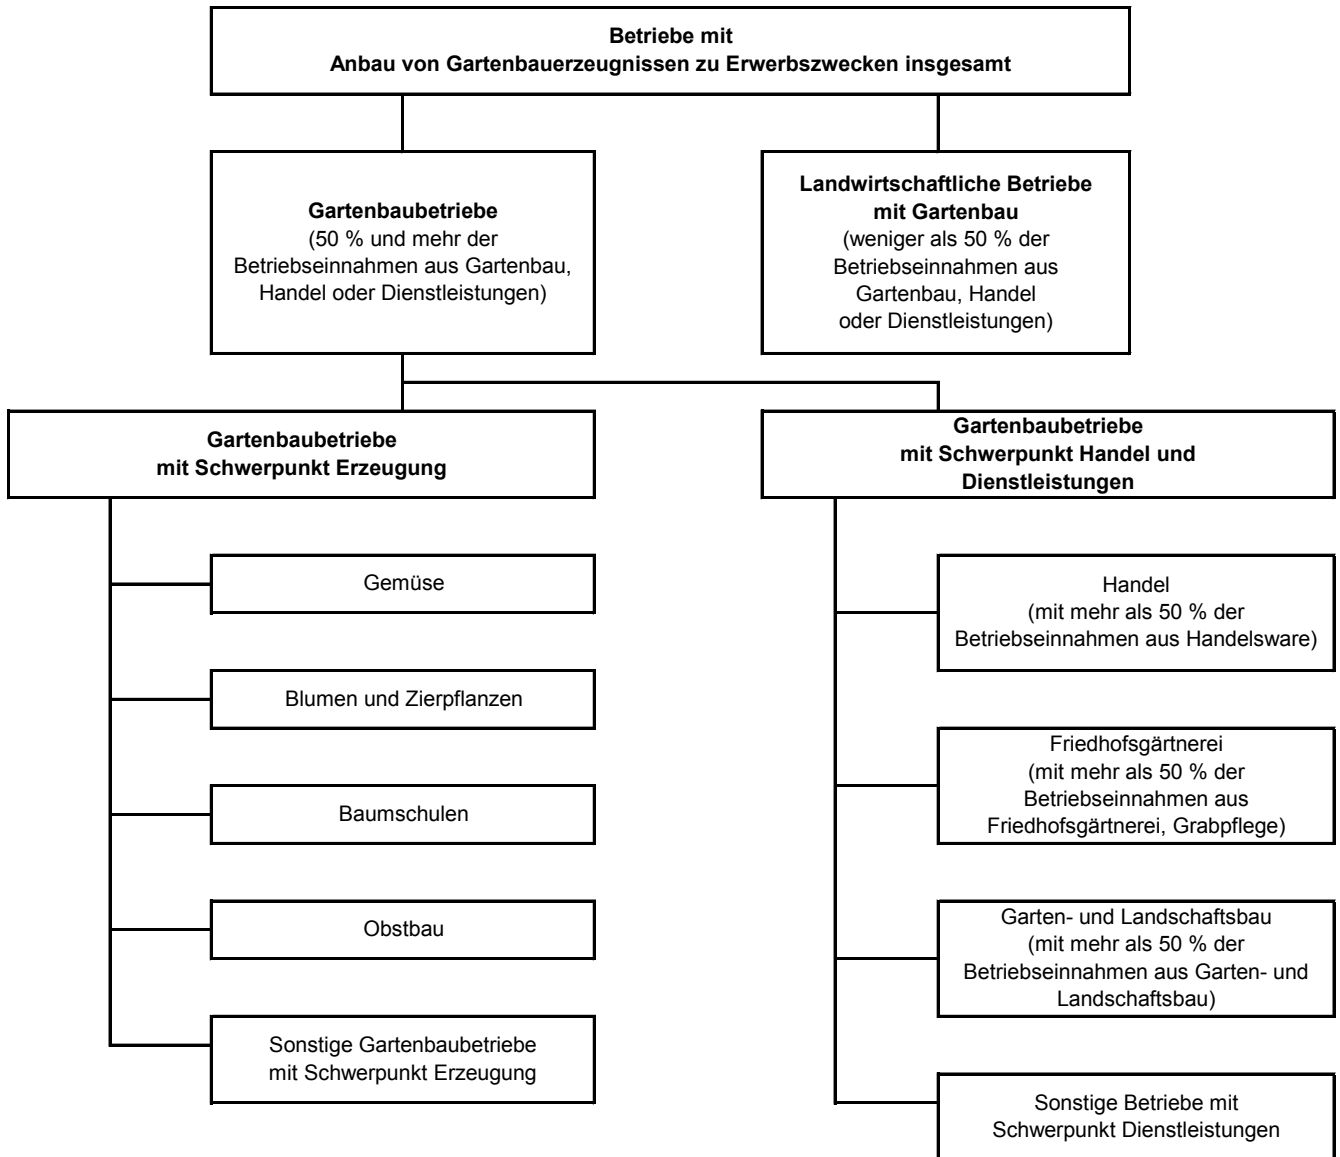 Betriebe mit
Anbau von Gartenbauerzeugnissen zu Erwerbszwecken insgesamt
Gartenbaubetriebe
(50 % und mehr der
Betriebseinnahmen aus Gartenbau,
Handel oder Dienstleistungen)
Landwirtschaftliche Betriebe
mit Gartenbau
(weniger als 50 % der
Betriebseinnahmen aus
Gartenbau, Handel
oder Dienstleistungen)
Gartenbaubetriebe
mit Schwerpunkt Erzeugung
Gemüse
Blumen und Zierpflanzen
Baumschulen
Obstbau
Sonstige Gartenbaubetriebe
mit Schwerpunkt Erzeugung
Gartenbaubetriebe
mit Schwerpunkt Handel und
Dienstleistungen
Handel
(mit mehr als 50 % der
Betriebseinnahmen aus Handelsware)
Friedhofsgärtnerei
(mit mehr als 50 % der
Betriebseinnahmen aus
Friedhofsgärtnerei, Grabpflege)
Garten- und Landschaftsbau
(mit mehr als 50 % der
Betriebseinnahmen aus Garten- und
Landschaftsbau)
Sonstige Betriebe mit
Schwerpunkt Dienstleistungen